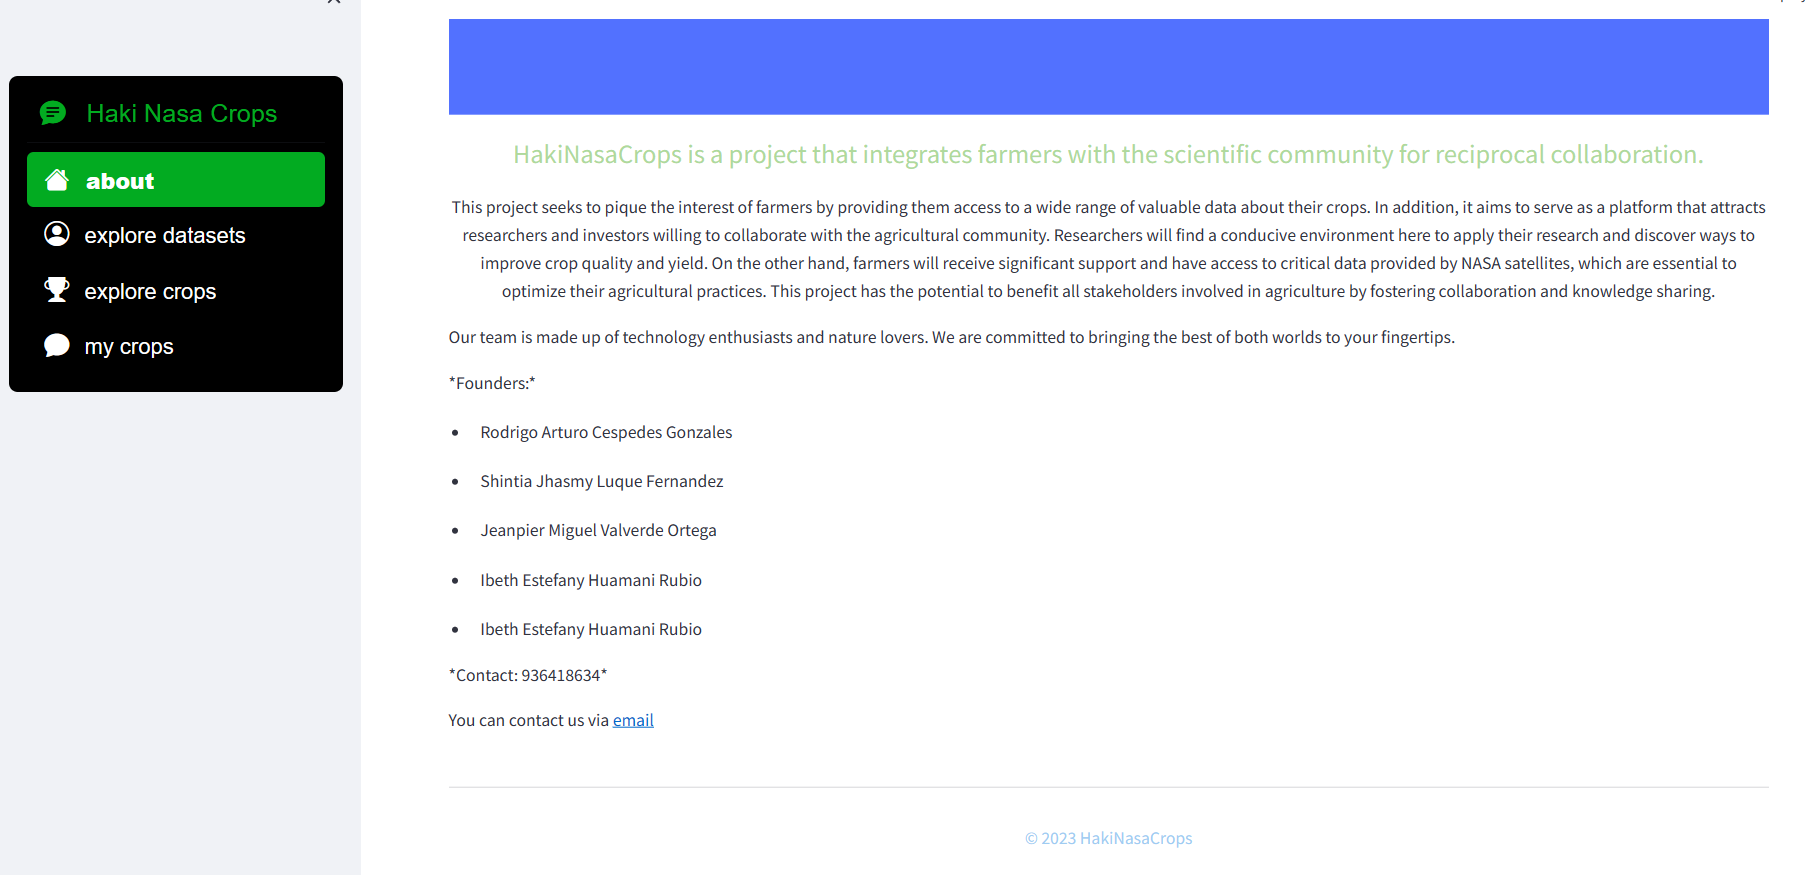 Haki Nasa Crops
about
explore datasets
explore crops
my crops
HakiNasaCrops is a project that integrates farmers with the scientific community for reciprocal collaboration.
This project seeks to pique the interest of farmers by providing them access to a wide range of valuable data about their crops. In addition, it aims to serve as a platform that attracts
researchers and investors willing to collaborate with the agricultural community. Researchers will find a conducive environment here to apply their research and discover ways to
improve crop quality and yield. On the other hand, farmers will receive significant support and have access to critical data provided by NASA satellites, which are essential to
optimize their agricultural practices. This project has the potential to benefit all stakeholders involved in agriculture by fostering collaboration and knowledge sharing.
Our team is made up of technology enthusiasts and nature lovers. We are committed to bringing the best of both worlds to your fingertips.
*Founders:*
• Rodrigo Arturo Cespedes Gonzales
• Shintia Jhasmy Luque Fernandez
• Jeanpier Miguel Valverde Ortega
• Ibeth Estefany Huamani Rubio
• Ibeth Estefany Huamani Rubio
*Contact: 936418634*
You can contact us via email
© 2023 HakiNasaCrops